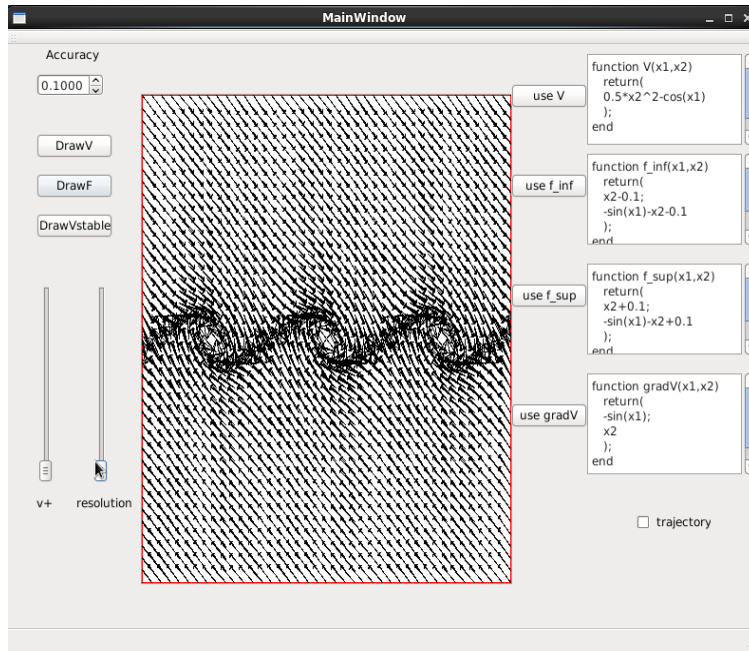 MainWindow
Accuracy
0.1000
DrawV
DrawF
DrawVstable
v+
resolution
use V
function V(x1,x2)
return(
0.5*x2^2-cos(x1)
);
end
use f_inf
function f_inf(x1,x2)
return(
x2-0.1;
-sin(x1)-x2-0.1
);
end
use f_sup
function f_sup(x1,x2)
return(
x2+0.1;
-sin(x1)-x2+0.1
);
end
use gradV
function gradV(x1,x2)
return(
-sin(x1);
x2
);
end
trajectory